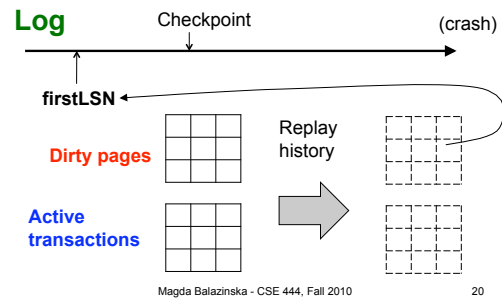 Log
Checkpoint
(crash)
firstLSN
Dirty pages
Replay
history
Active
transactions
Magda Balazinska - CSE 444, Fall 2010
20